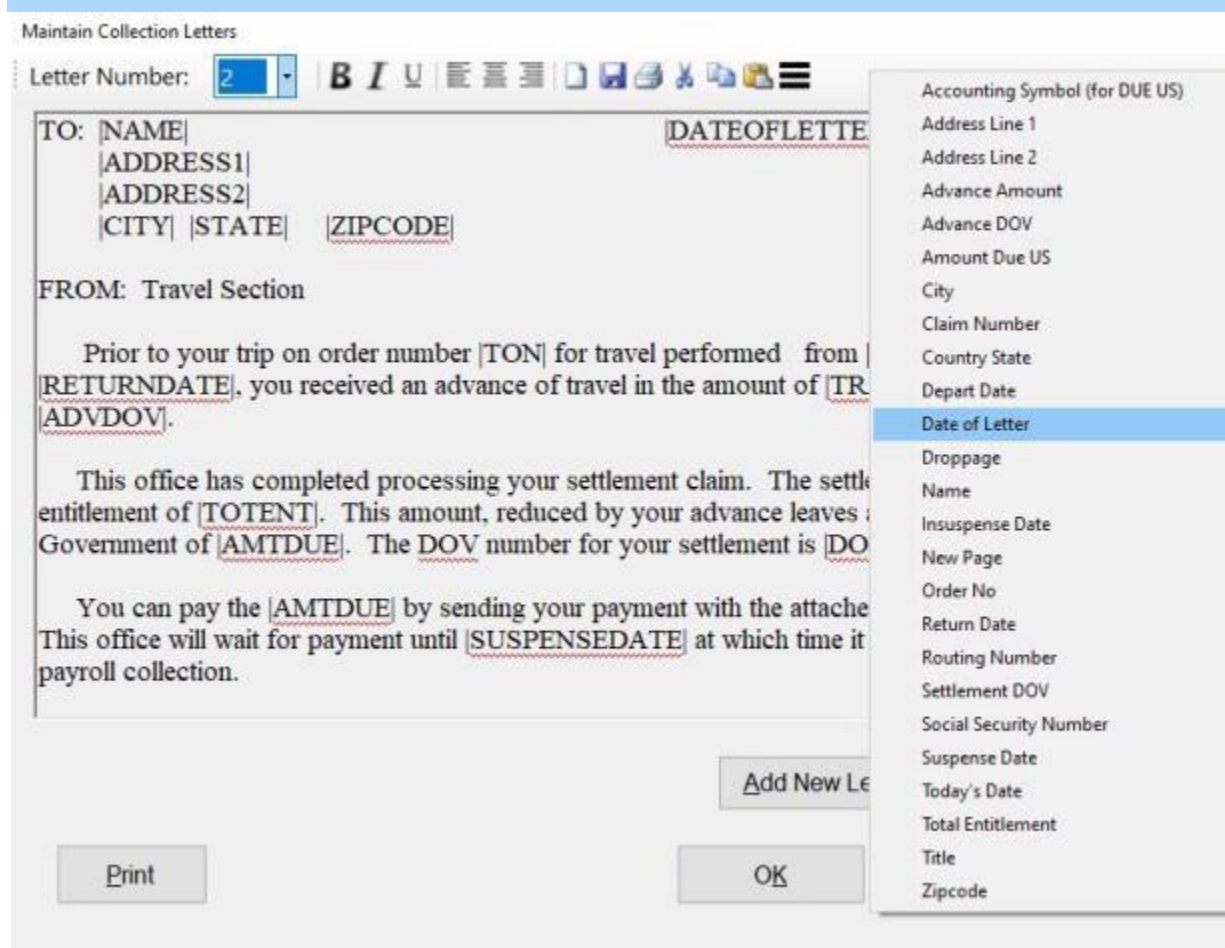 Maintain Collection Letters
Letter Number: 2 B I U
TO: |NAME| |DATEOFLETTE
|ADDRESS1|
|ADDRESS2|
|CITY| |STATE| |ZIPCODE|
FROM: Travel Section
Prior to your trip on order number |TON| for travel performed from |
|RETURNDATE|, you received an advance of travel in the amount of |TR
|ADVDOV|.
This office has completed processing your settlement claim. The settle
entitlement of |TOTENT|. This amount, reduced by your advance leaves
Government of |AMTDUE|. The DOV number for your settlement is |DO
You can pay the |AMTDUE| by sending your payment with the attache
This office will wait for payment until |SUSPENSEDATE| at which time it
payroll collection.
Add New Le
Print
OK
Accounting Symbol (for DUE US)
Address Line 1
Address Line 2
Advance Amount
Advance DOV
Amount Due US
City
Claim Number
Country State
Depart Date
Date of Letter
Droppage
Name
Insuspense Date
New Page
Order No
Return Date
Routing Number
Settlement DOV
Social Security Number
Suspense Date
Today's Date
Total Entitlement
Title
Zipcode